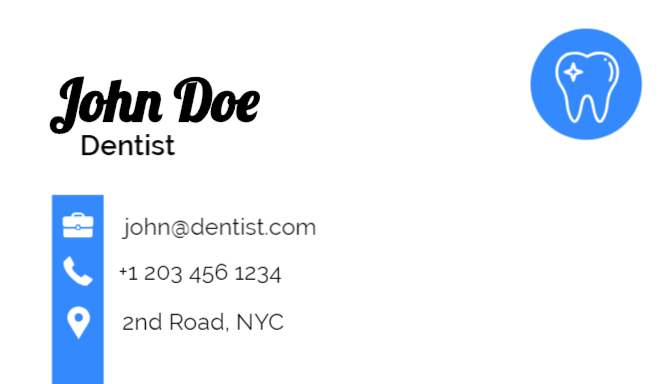 John Doe
Dentist
john@dentist.com
+1 203 456 1234
2nd Road, NYC